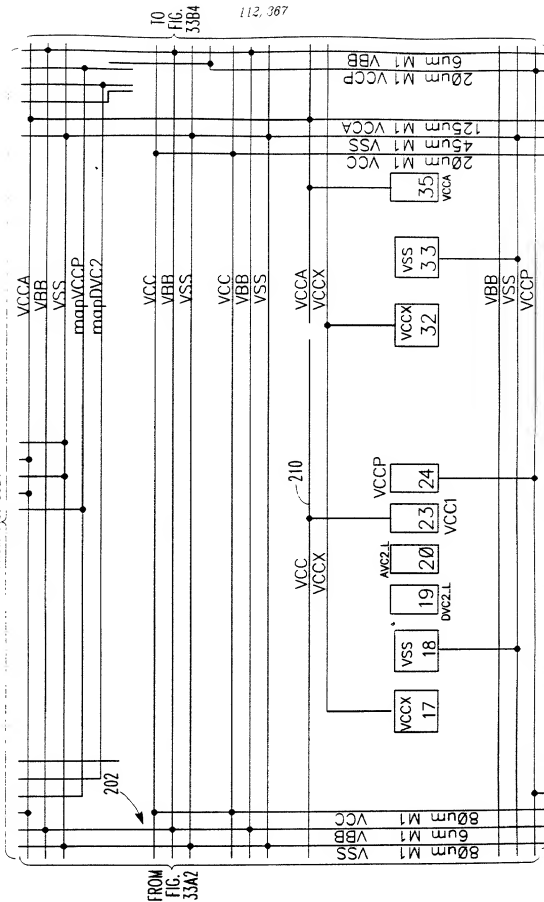 112, 367
TO
FIG.
33B4
VCCA
VBB
VSS
mapVCCP
mapDVC2
VCC
VBB
VSS
VCC
VBB
VSS
VCCA
VCCX
VBB
VSS
VCCP
6um M1 VBB
20um M1 VCCP
125um M1 VCCA
45um M1 VSS
20um M1 VCC
35
VCCA
VSS
33
VCCX
32
210
VCC
VCCX
VCCP
24
23
VCC1
AVC2_L
20
19
DVC2_L
VSS
18
VCCX
17
202
80um M1 VCC
6um M1 VBB
80um M1 VSS
FROM
FIG.
33A2